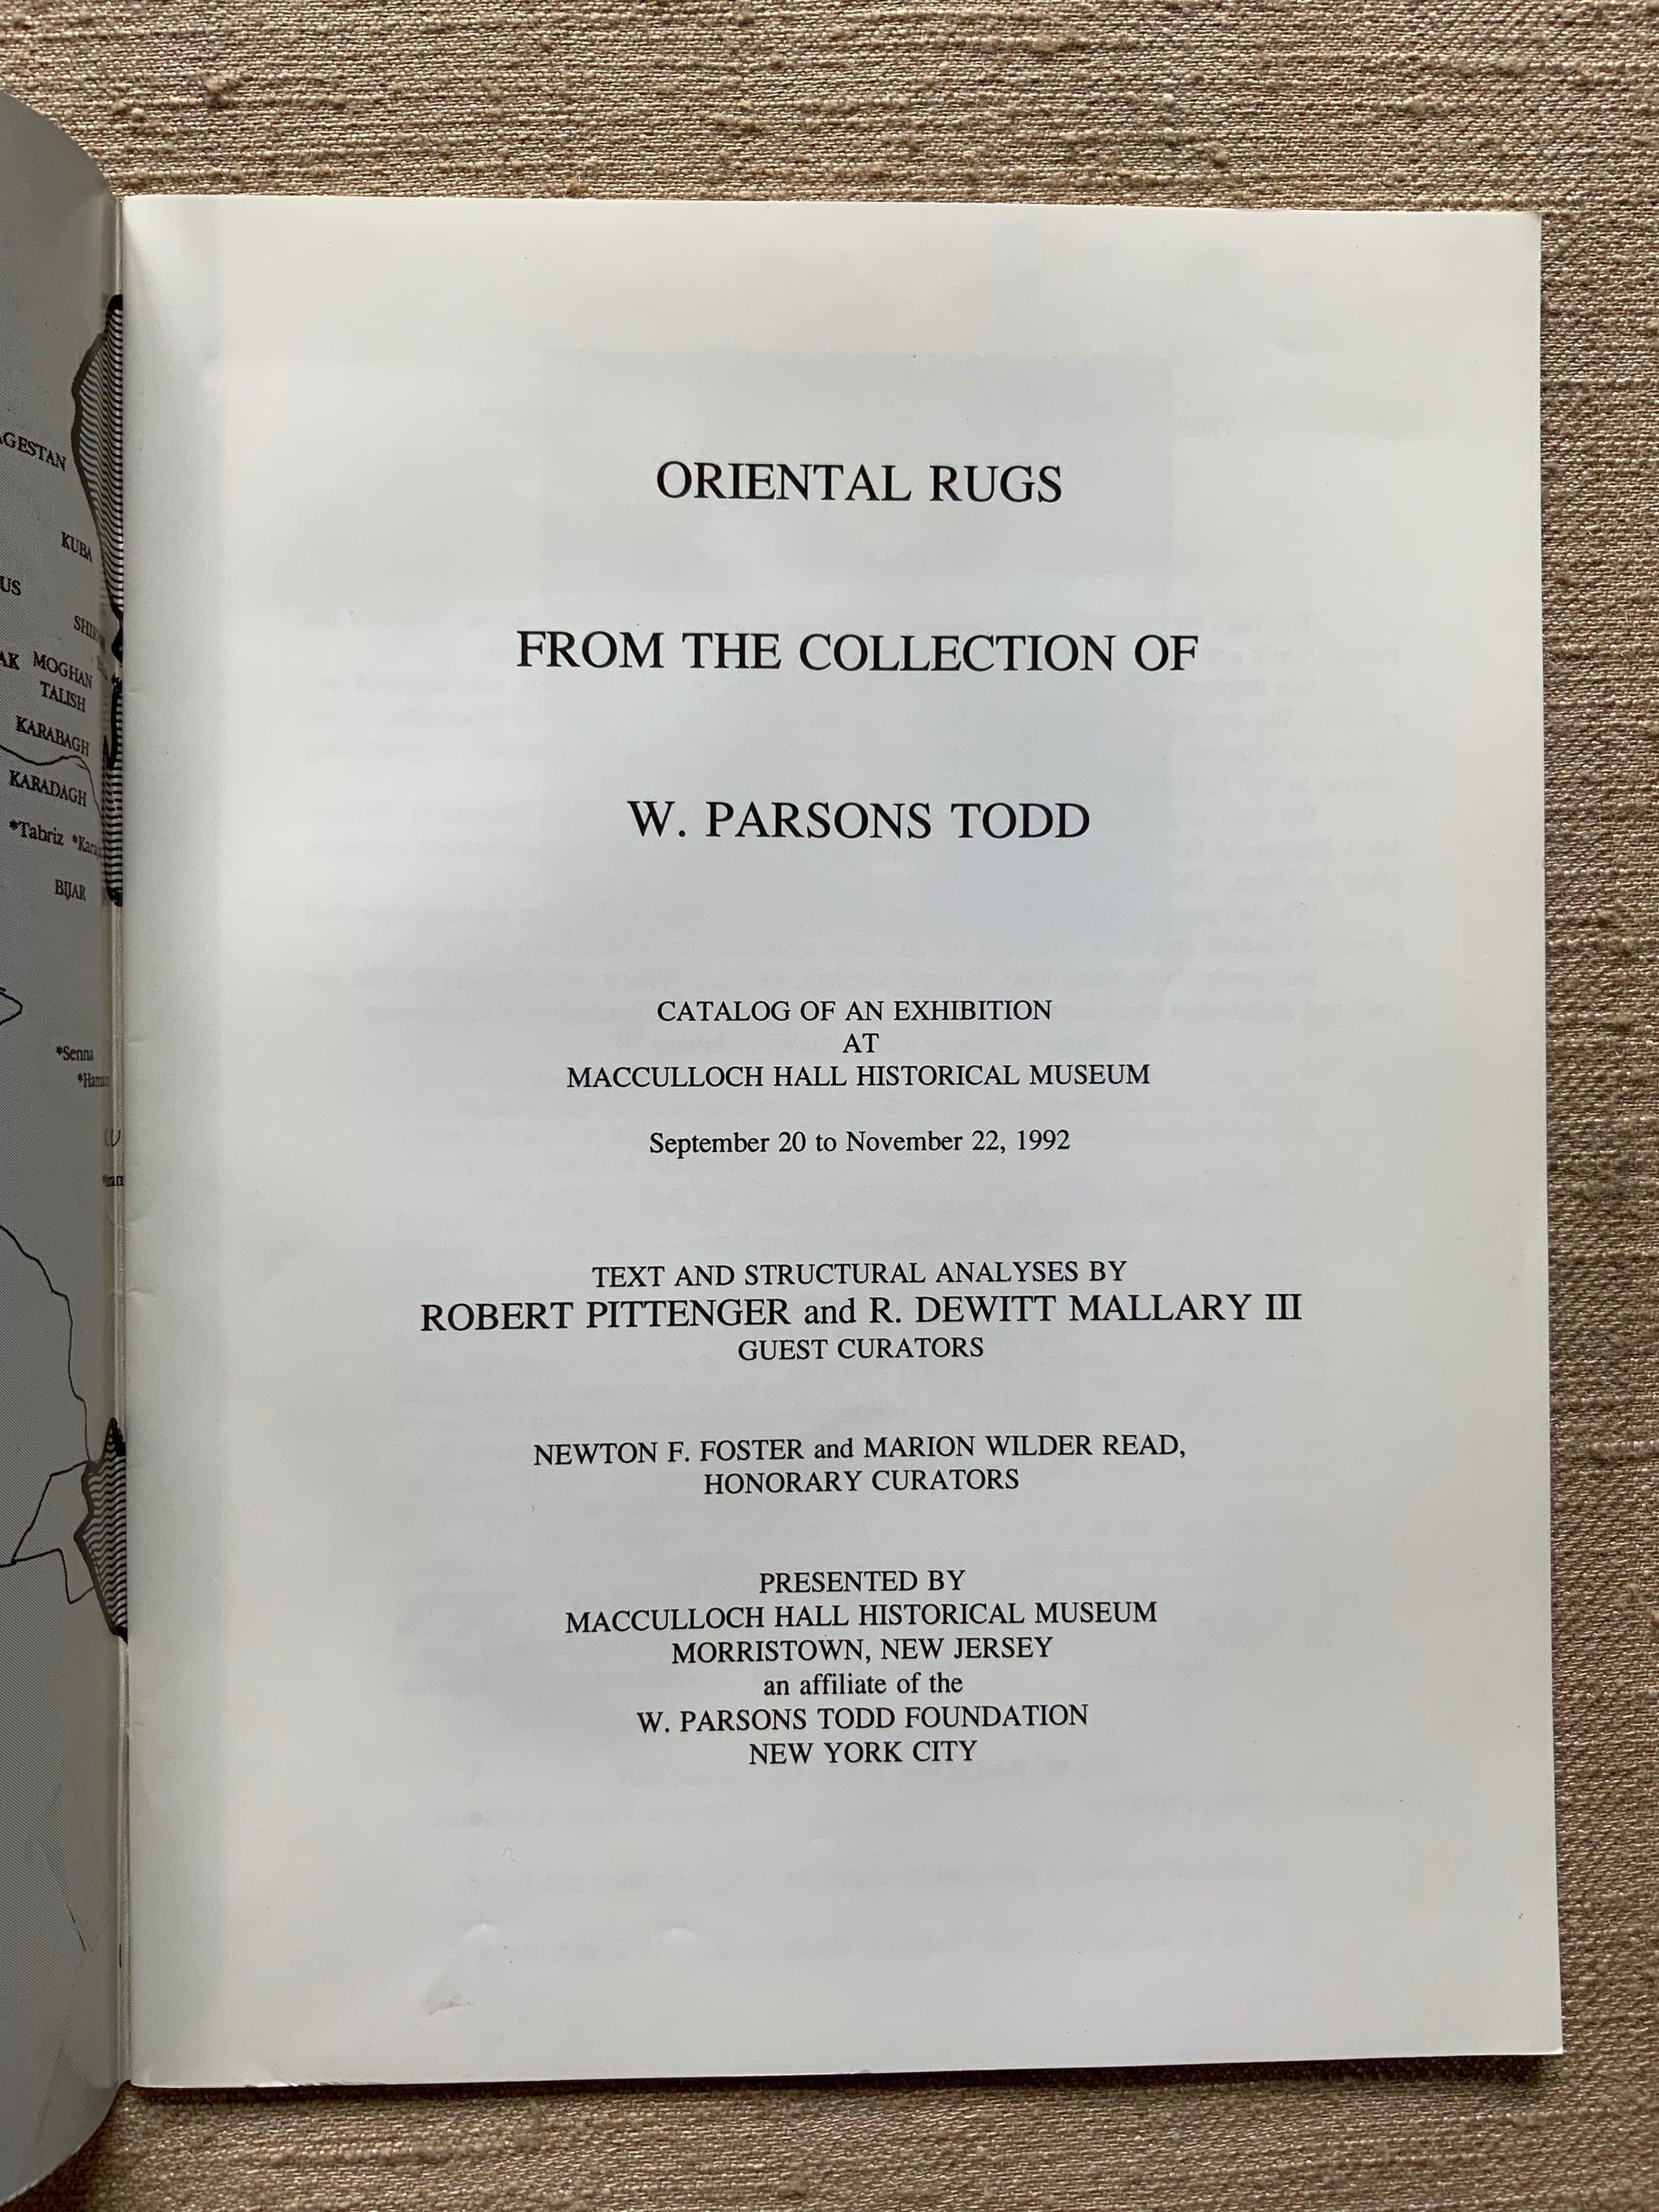 AGESTAN
KUBA
US
AK MOGHAN
TALISH
KARABAGH
KARADAGH
*Tabriz
BIJAR
*Senna
ORIENTAL RUGS
FROM THE COLLECTION OF
W. PARSONS TODD
CATALOG OF AN EXHIBITION
AT
MACCULLOCH HALL HISTORICAL MUSEUM
September 20 to November 22, 1992
TEXT AND STRUCTURAL ANALYSES BY
ROBERT PITTENGER and R. DEWITT MALLARY III
GUEST CURATORS
NEWTON F. FOSTER and MARION WILDER READ,
HONORARY CURATORS
PRESENTED BY
MACCULLOCH HALL HISTORICAL MUSEUM
MORRISTOWN, NEW JERSEY
an affiliate of the
W. PARSONS TODD FOUNDATION
NEW YORK CITY